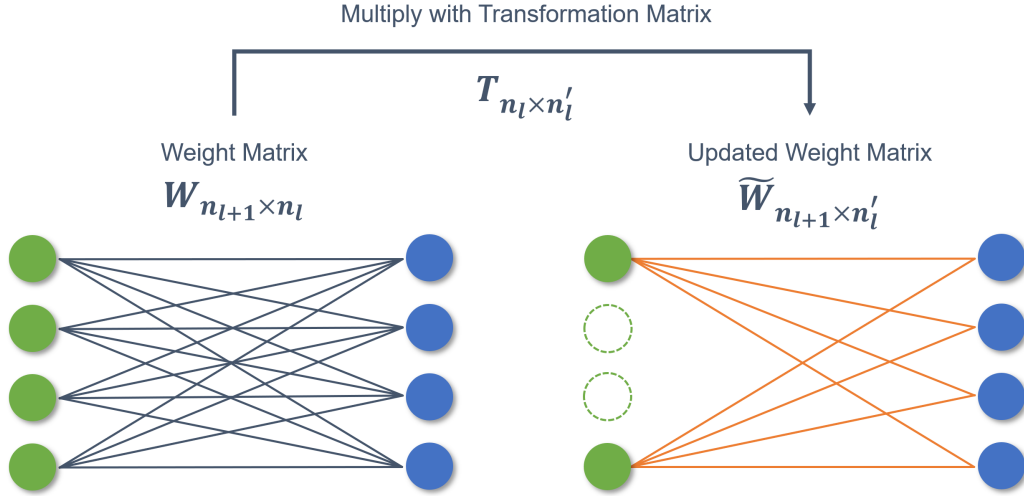 Multiply with Transformation Matrix
T_{n_l×n'_l}
Weight Matrix
W_{n_{l+1}×n_l}
Updated Weight Matrix
W̃_{n_{l+1}×n'_l}